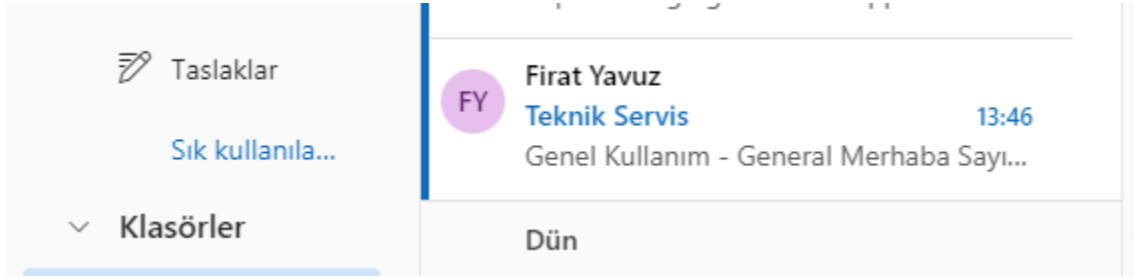 Taslaklar
Sık kullanıla...
Klasörler
FY
Firat Yavuz
Teknik Servis 13:46
Genel Kullanım - General Merhaba Sayı...
Dün